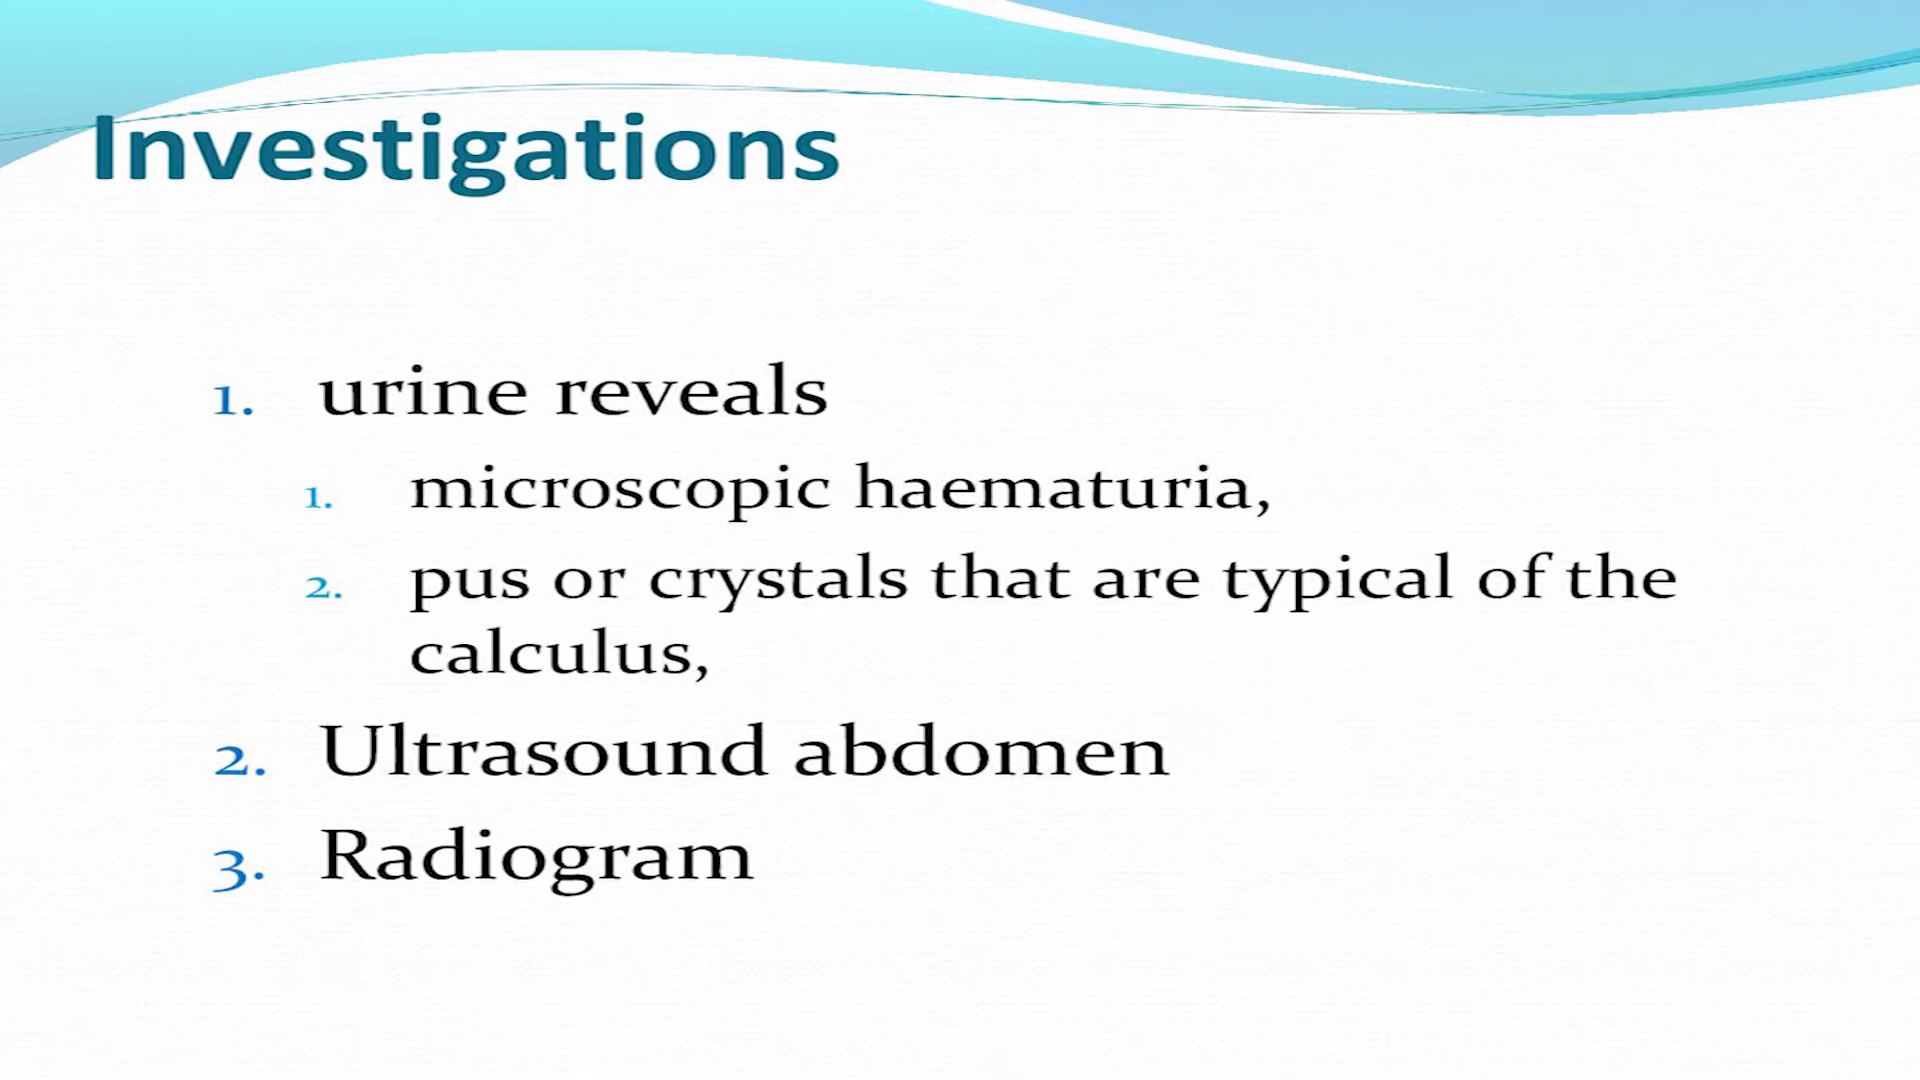 Investigations
1. urine reveals
1. microscopic haematuria,
2. pus or crystals that are typical of the
calculus,
2. Ultrasound abdomen
3. Radiogram